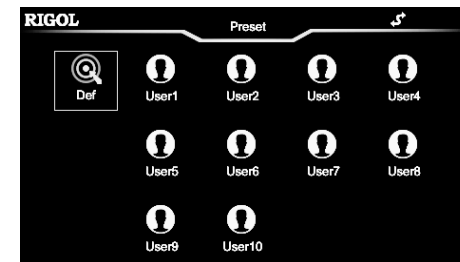 RIGOL Preset
Def User1 User2 User3 User4
User5 User6 User7 User8
User9 User10